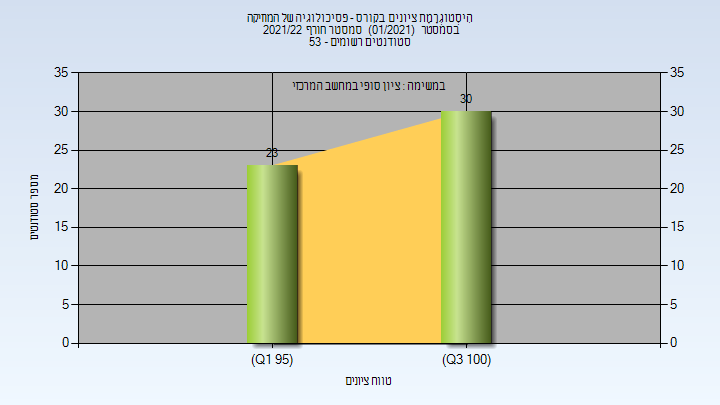 היסטוגרמת ציונים בקורס - פסיכולוגיה של המחיקה
בסמסטר (01/2021) סמסטר חורף 2021/22
סטודנטים רשומים - 53
במשימה : ציון סופי במחשב המרכזי
35 35
30 30
25 25
20 20
15 15
10 10
5 5
0 0
23
30
מספר סטודנטים
(Q1 95)
(Q3 100)
טווח ציונים